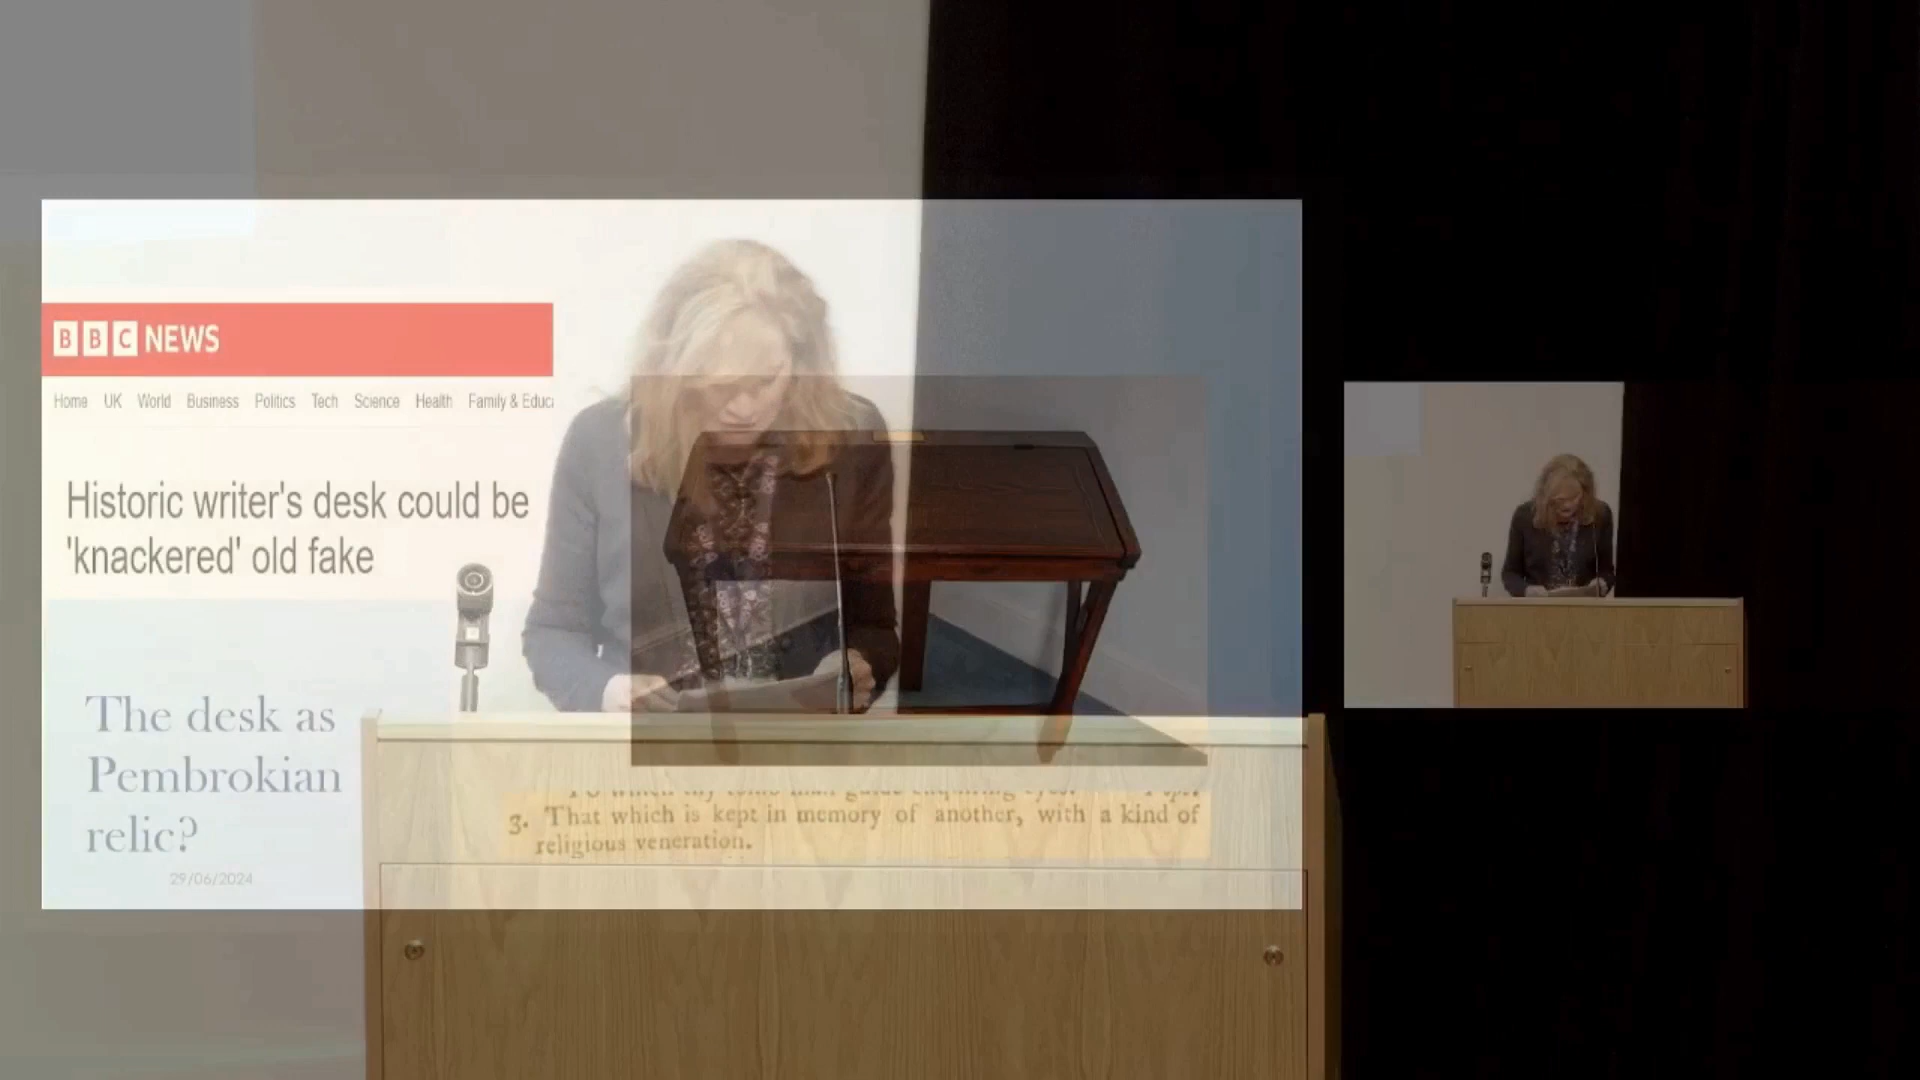 BBC NEWS
Home UK World Business Politics Tech Science Health Family & Educ
Historic writer's desk could be
'knackered' old fake
The desk as
Pembrokian
relic?
29/06/2024
3. That which is kept in memory of another, with a kind of
religious veneration.